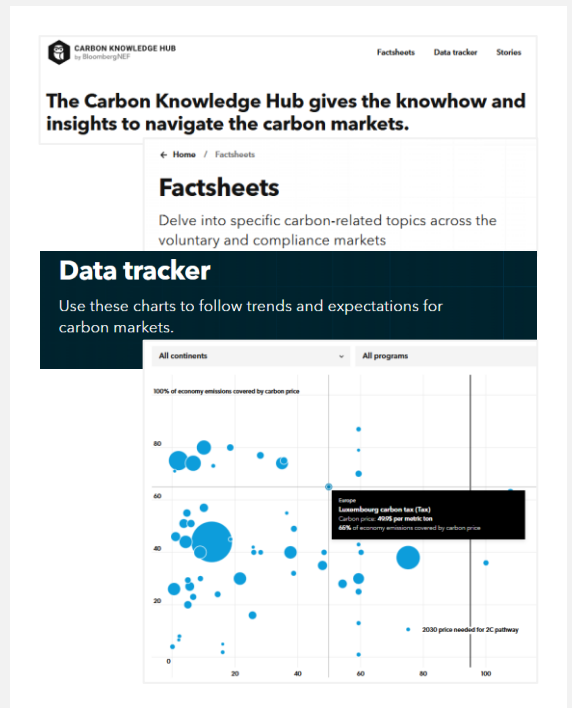 CARBON KNOWLEDGE HUB
by BloombergNEF
Factsheets Data tracker Stories
The Carbon Knowledge Hub gives the knowhow and
insights to navigate the carbon markets.
← Home / Factsheets
Factsheets
Delve into specific carbon-related topics across the
voluntary and compliance markets
Data tracker
Use these charts to follow trends and expectations for
carbon markets.
All continents All programs
100% of economy emissions covered by carbon price
80
60
Europe
Luxembourg carbon tax (Tax)
Carbon price: 49.9$ per metric ton
66% of economy emissions covered by carbon price
40
20
2030 price needed for 2C pathway
0
20 40 60 80 100